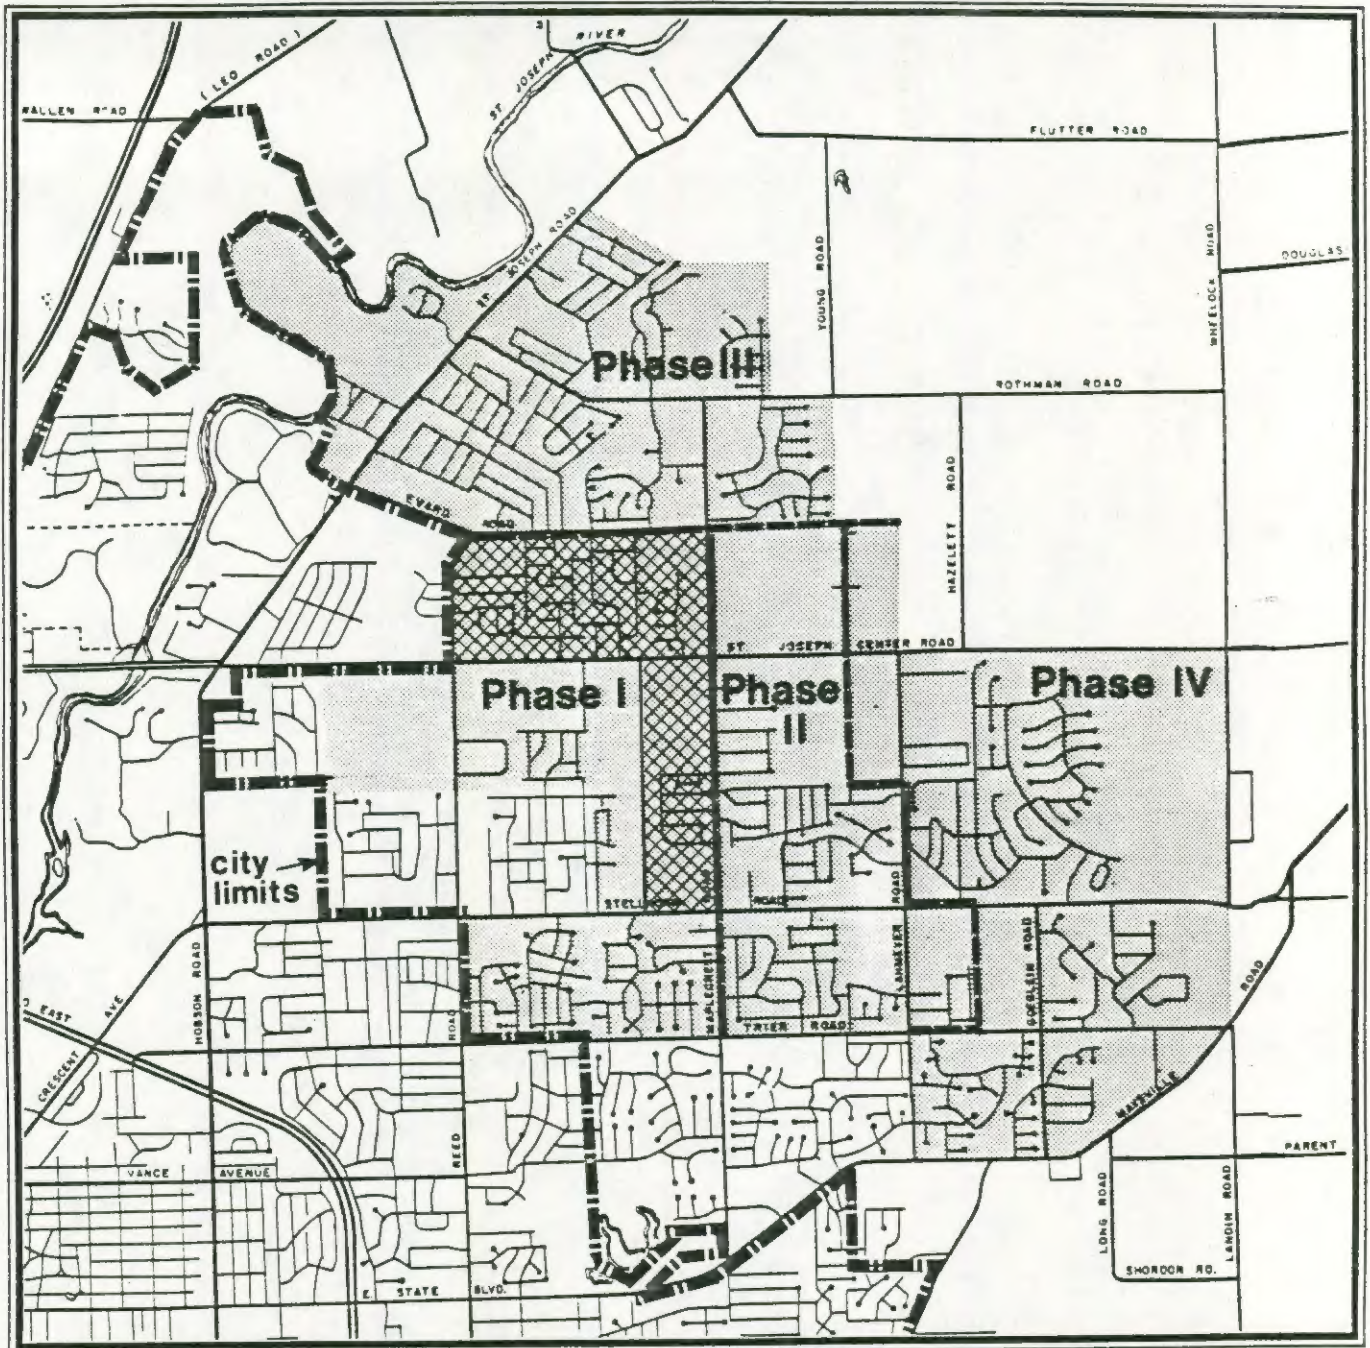 ( LEO ROAD )
ST. JOSEPH RIVER
ROAD
FLUTTER ROAD
YOUNG ROAD
WHEELOCK ROAD
DOUGLAS
ST. JOSEPH ROAD
Phase III
ROTHMAN ROAD
EVARD ROAD
HAZELETT ROAD
ST. JOSEPH CENTER ROAD
Phase I
Phase II
Phase IV
city limits
ROAD
ROAD
ROAD
HOBSON ROAD
CRESCENT AVE
EAST
REED ROAD
MAPLECREST
LAHMEYER
GOEGLEIN ROAD
TRIER ROAD
MAYSVILLE ROAD
VANCE AVENUE
PARENT
LONG ROAD
LANDIN ROAD
SHORDON RD.
E. STATE BLVD.